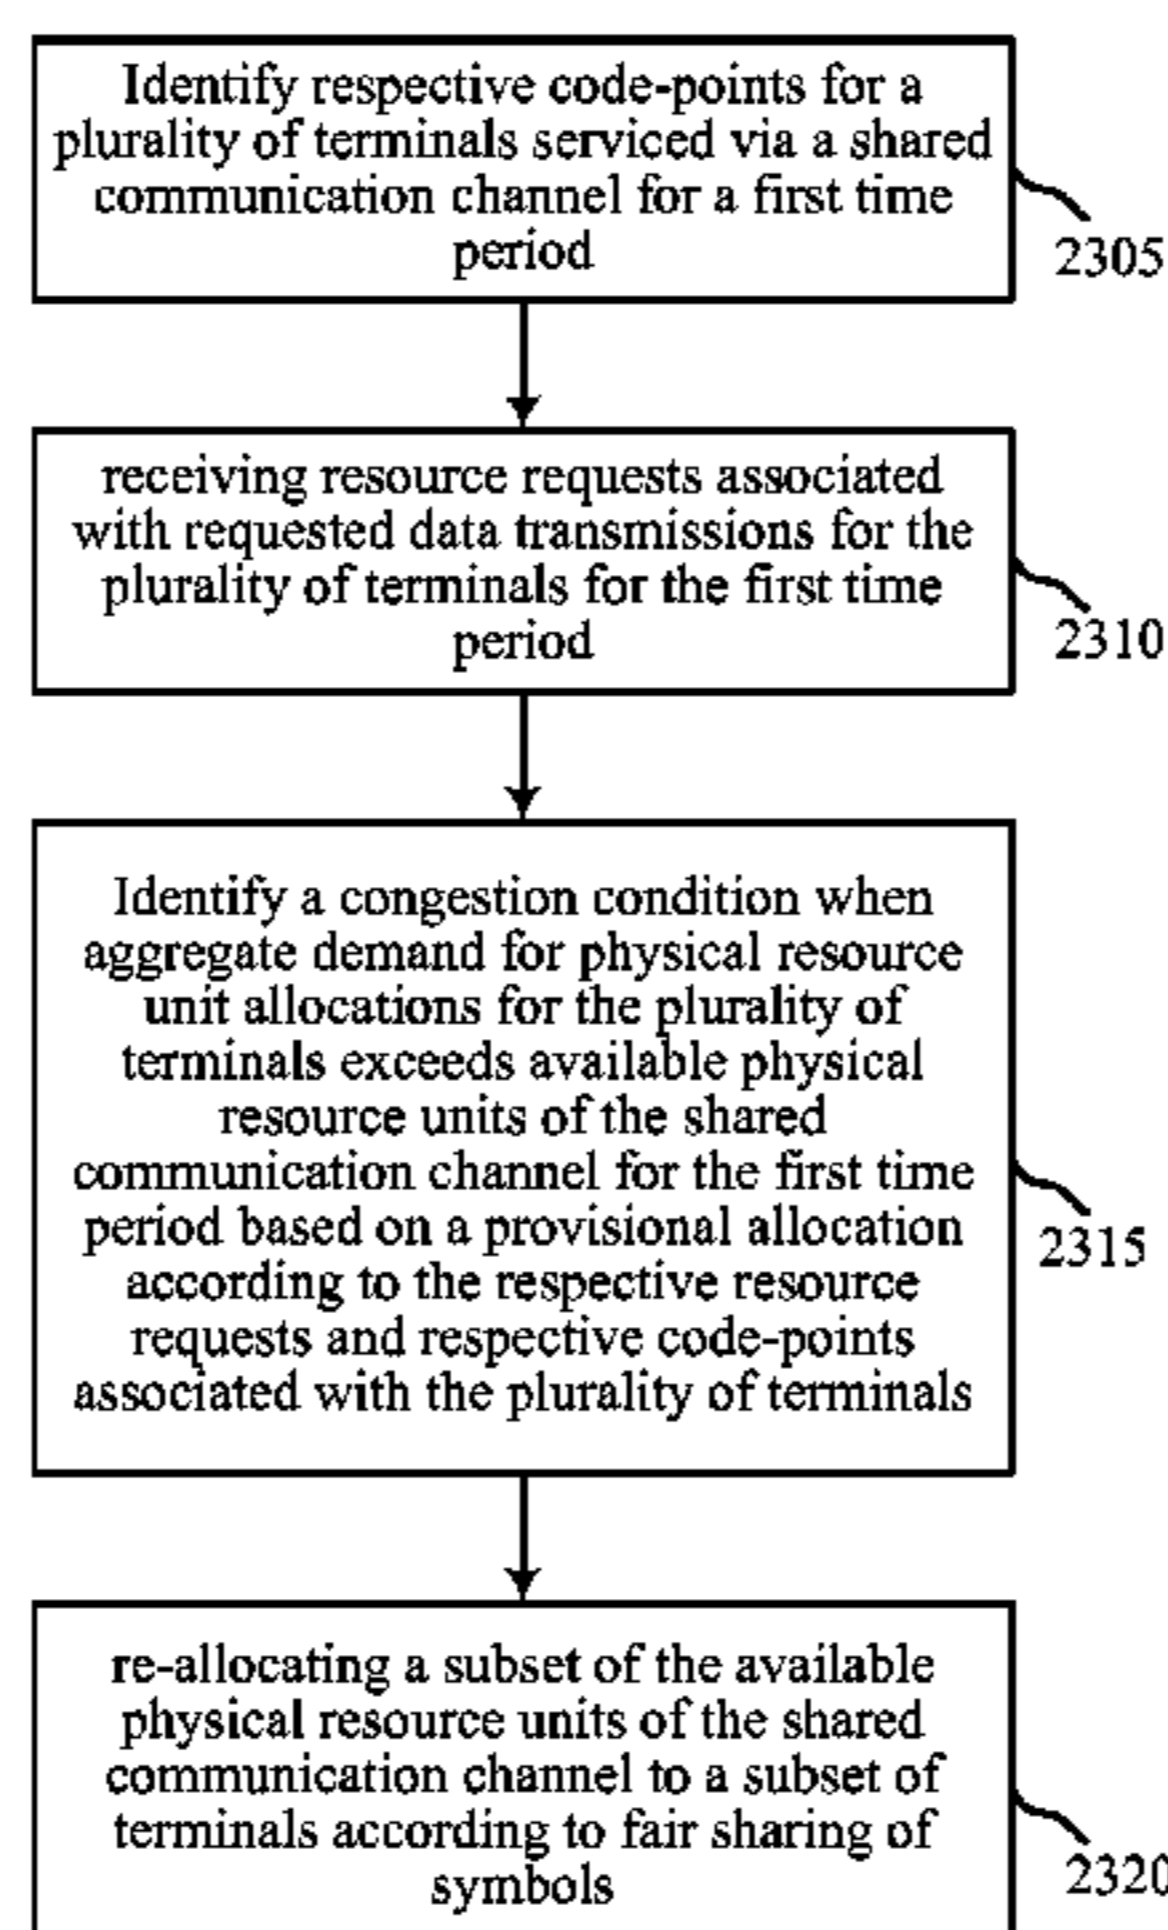 Identify respective code-points for a
plurality of terminals serviced via a shared
communication channel for a first time
period
2305
receiving resource requests associated
with requested data transmissions for the
plurality of terminals for the first time
period
2310
Identify a congestion condition when
aggregate demand for physical resource
unit allocations for the plurality of
terminals exceeds available physical
resource units of the shared
communication channel for the first time
period based on a provisional allocation
according to the respective resource
requests and respective code-points
associated with the plurality of terminals
2315
re-allocating a subset of the available
physical resource units of the shared
communication channel to a subset of
terminals according to fair sharing of
symbols
2320